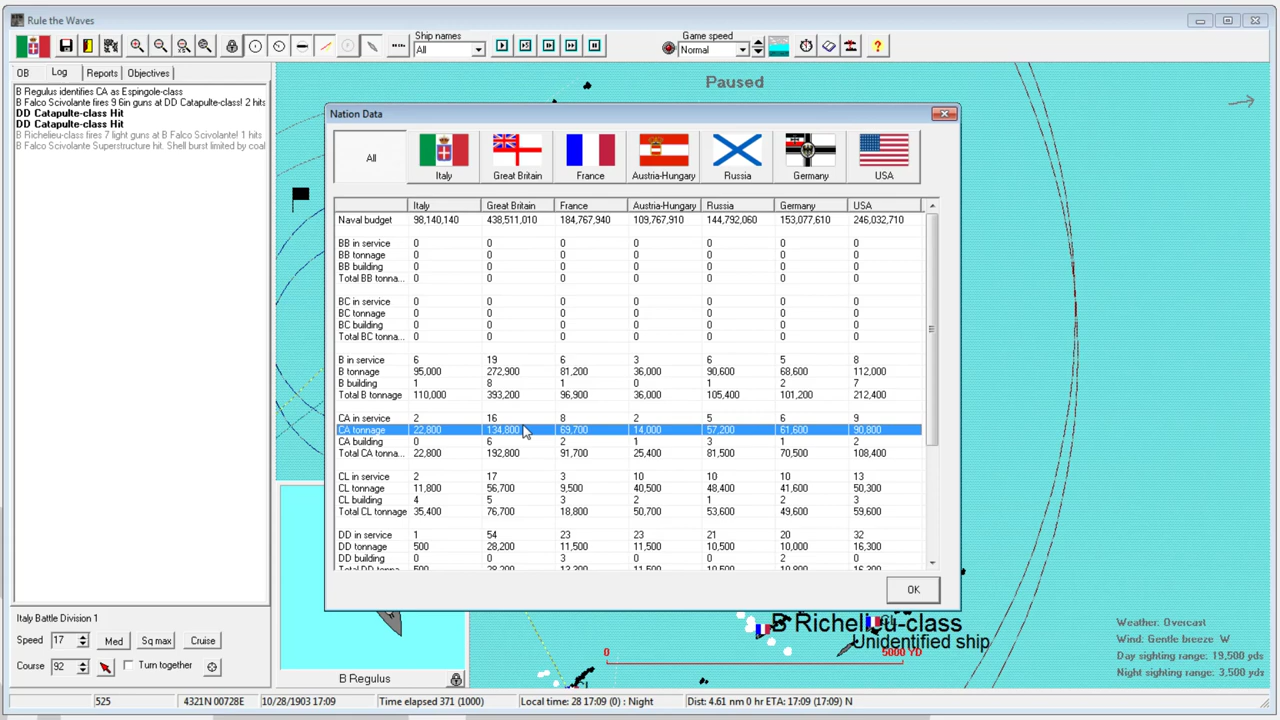 Rule the Waves
Ship names
All
Game speed
Normal
OB Log Reports Objectives
B Regulus identifies CA as Espingole-class
B Falco Scivolante fires 9 6in guns at DD Catapulte-class! 2 hits
DD Catapulte-class Hit
DD Catapulte-class Hit
B Richelieu-class fires 7 light guns at B Falco Scivolante! 1 hits
B Falco Scivolante Superstructure hit. Shell burst limited by coal
Paused
Nation Data
All Italy Great Britain France Austria-Hungary Russia Germany USA
Italy Great Britain France Austria-Hungary Russia Germany USA
Naval budget 98,140,140 438,511,010 184,767,940 109,767,910 144,792,060 153,077,610 246,032,710
BB in service 0 0 0 0 0 0 0
BB tonnage 0 0 0 0 0 0 0
BB building 0 0 0 0 0 0 0
Total BB tonna... 0 0 0 0 0 0 0
BC in service 0 0 0 0 0 0 0
BC tonnage 0 0 0 0 0 0 0
BC building 0 0 0 0 0 0 0
Total BC tonna... 0 0 0 0 0 0 0
B in service 6 19 6 3 6 5 8
B tonnage 95,000 272,900 81,200 36,000 90,600 68,600 112,000
B building 1 8 1 0 1 2 7
Total B tonnage 110,000 393,200 96,900 36,000 105,400 101,200 212,400
CA in service 2 16 8 2 5 6 9
CA tonnage 22,800 134,800 69,700 14,000 57,200 61,600 90,800
CA building 0 6 2 1 3 1 2
Total CA tonna... 22,800 192,800 91,700 25,400 81,500 70,500 108,400
CL in service 2 17 3 10 10 10 13
CL tonnage 11,800 56,700 9,500 40,500 48,400 41,600 50,300
CL building 4 5 3 2 1 2 3
Total CL tonnage 35,400 76,700 18,800 50,700 53,600 49,600 59,600
DD in service 1 54 23 23 21 20 32
DD tonnage 500 28,200 11,500 11,500 10,500 10,000 16,300
DD building 0 0 3 0 0 2 0
Total DD tonna... 500 28,200 13,300 11,500 10,500 10,800 16,300
OK
Italy Battle Division 1
Speed 17 Med Sq max Cruise
Course 92 Turn together
B Regulus
B Richelieu-class
Unidentified ship
0 5000 YD
Weather: Overcast
Wind: Gentle breeze W
Day sighting range: 19,500 yds
Night sighting range: 3,500 yds
525 4321N 00728E 10/28/1903 17:09 Time elapsed 371 (1000) Local time: 28 17:09 (0) : Night Dist: 4.61 nm 0 hr ETA: 17:09 (17:09) N